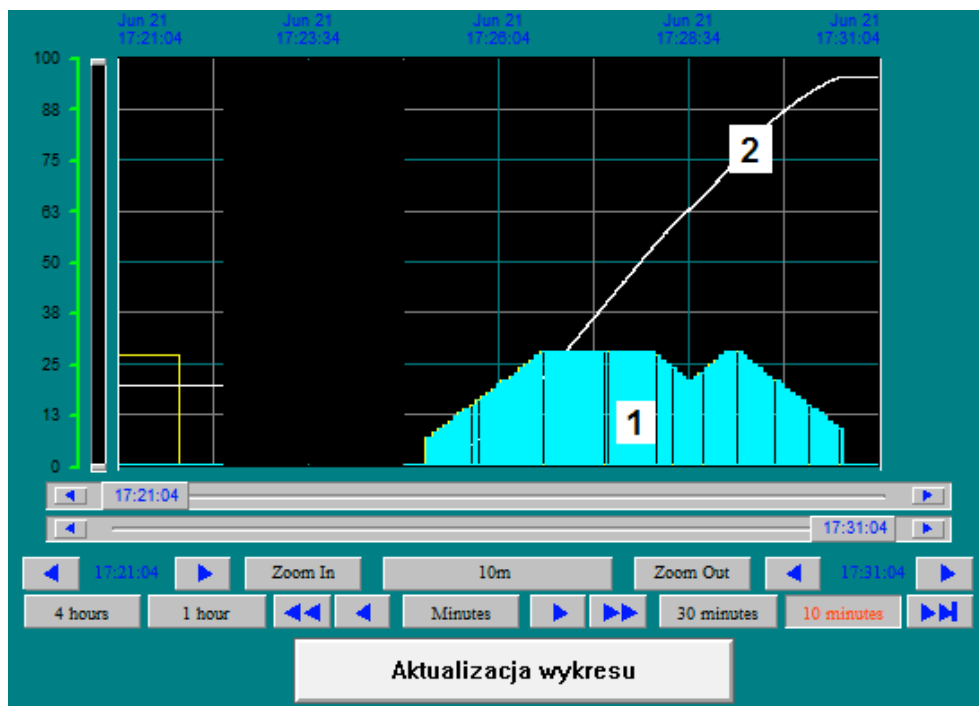 Jun 21 Jun 21 Jun 21 Jun 21 Jun 21
17:21:04 17:23:34 17:26:04 17:28:34 17:31:04
100
88
75
63
50
38
25
13
0
2
1
17:21:04
17:31:04
17:21:04 Zoom In 10m Zoom Out 17:31:04
4 hours 1 hour Minutes 30 minutes 10 minutes
Aktualizacja wykresu